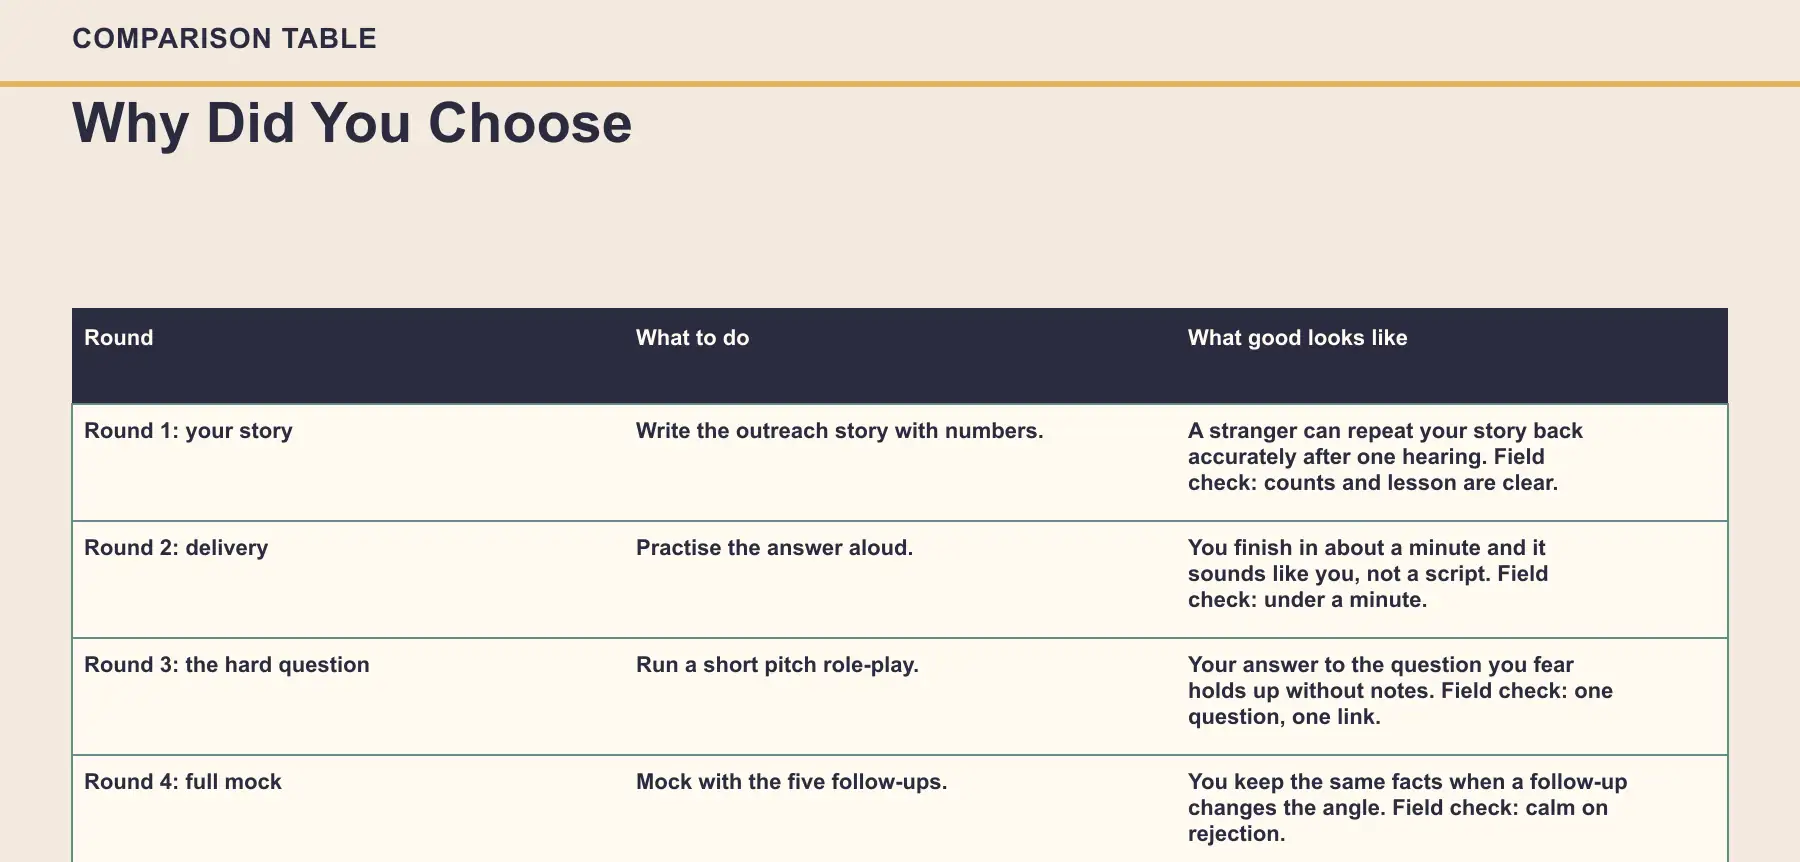 COMPARISON TABLE
Why Did You Choose
Round
What to do
What good looks like
Round 1: your story
Write the outreach story with numbers.
A stranger can repeat your story back
accurately after one hearing. Field
check: counts and lesson are clear.
Round 2: delivery
Practise the answer aloud.
You finish in about a minute and it
sounds like you, not a script. Field
check: under a minute.
Round 3: the hard question
Run a short pitch role-play.
Your answer to the question you fear
holds up without notes. Field check: one
question, one link.
Round 4: full mock
Mock with the five follow-ups.
You keep the same facts when a follow-up
changes the angle. Field check: calm on
rejection.